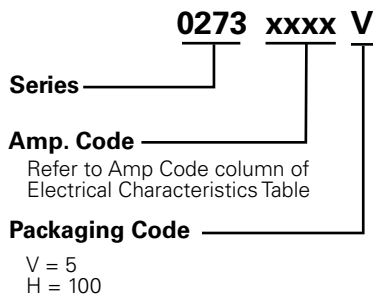 0273 xxxx V
Series
Amp. Code
Refer to Amp Code column of
Electrical Characteristics Table
Packaging Code
V = 5
H = 100